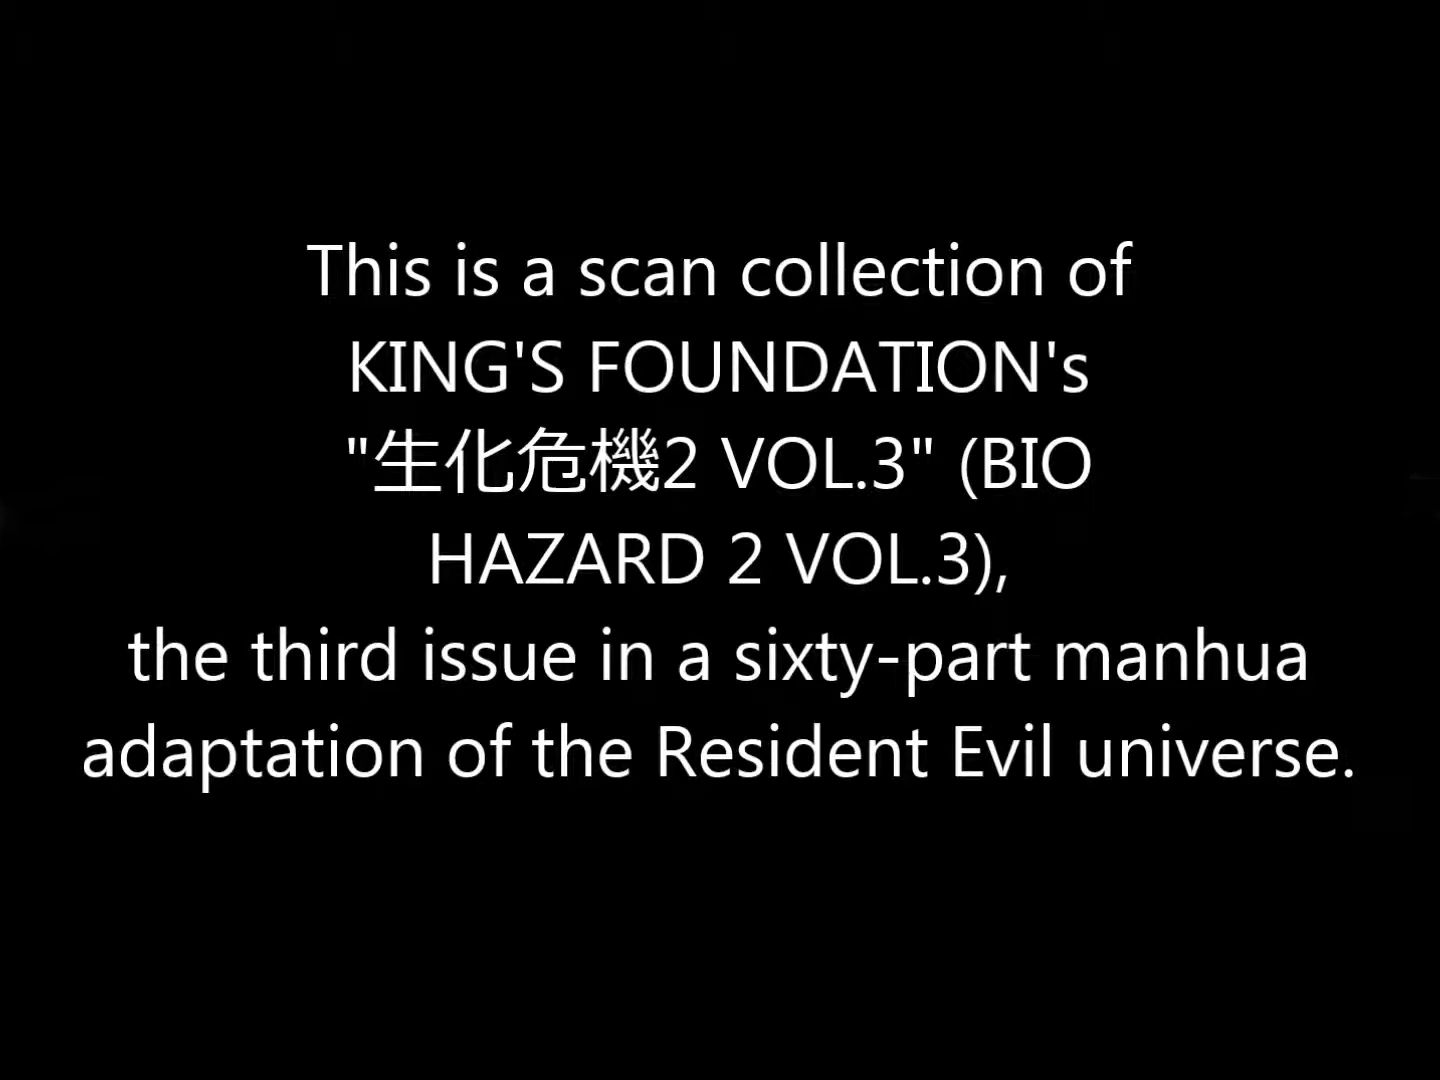 This is a scan collection of
KING'S FOUNDATION's
"生化危機2 VOL.3" (BIO
HAZARD 2 VOL.3),
the third issue in a sixty-part manhua
adaptation of the Resident Evil universe.